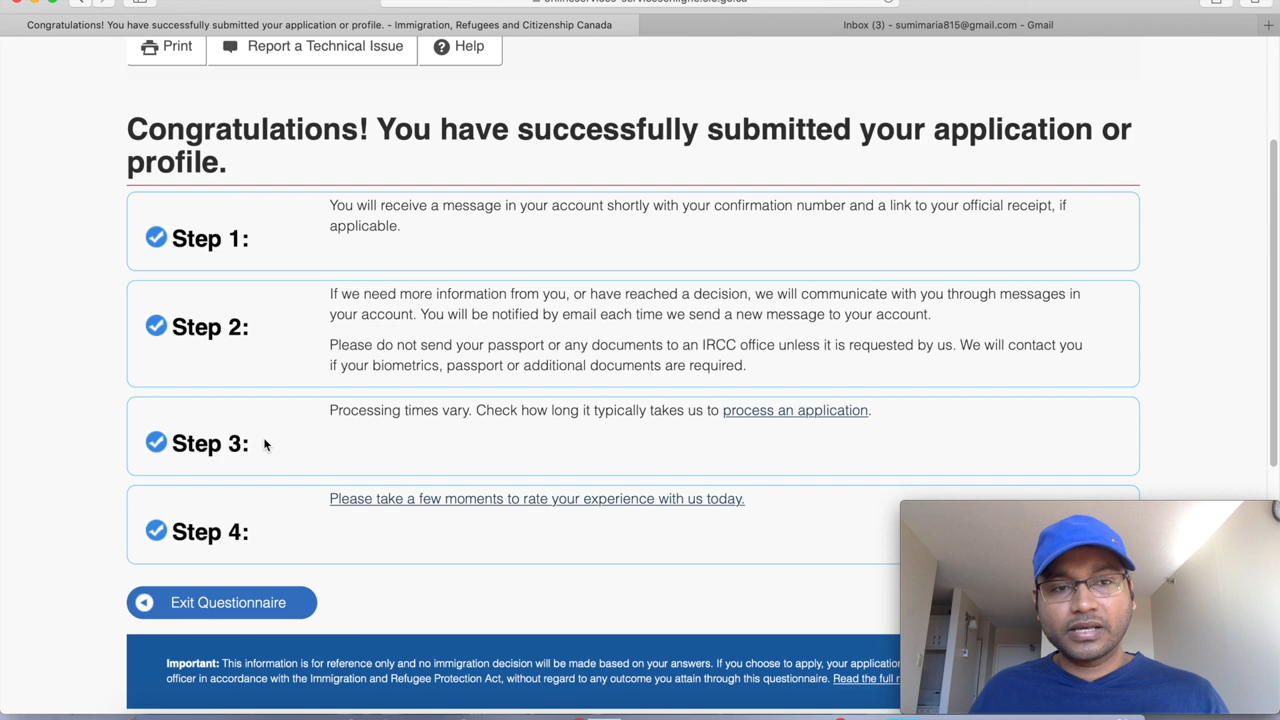 Congratulations! You have successfully submitted your application or profile. - Immigration, Refugees and Citizenship Canada
Inbox (3) - sumimaria815@gmail.com - Gmail
Print
Report a Technical Issue
Help
Congratulations! You have successfully submitted your application or
profile.
Step 1:
You will receive a message in your account shortly with your confirmation number and a link to your official receipt, if
applicable.
Step 2:
If we need more information from you, or have reached a decision, we will communicate with you through messages in
your account. You will be notified by email each time we send a new message to your account.
Please do not send your passport or any documents to an IRCC office unless it is requested by us. We will contact you
if your biometrics, passport or additional documents are required.
Step 3:
Processing times vary. Check how long it typically takes us to process an application.
Step 4:
Please take a few moments to rate your experience with us today.
Exit Questionnaire
Important: This information is for reference only and no immigration decision will be made based on your answers. If you choose to apply, your application
officer in accordance with the Immigration and Refugee Protection Act, without regard to any outcome you attain through this questionnaire. Read the full